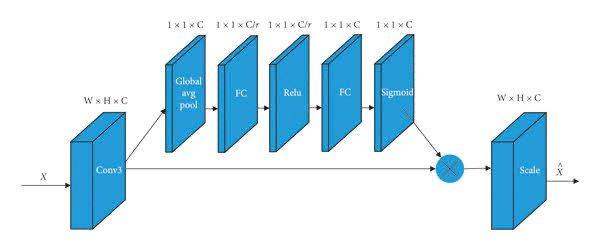 1 × 1 × C
1 × 1 × C/r
1 × 1 × C/r
1 × 1 × C
1 × 1 × C
Global
avg
pool
FC
Relu
FC
Sigmoid
W × H × C
W × H × C
X
Conv3
Scale
X̂